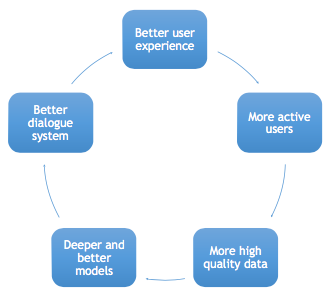 Better user
experience
More active
users
More high
quality data
Deeper and
better
models
Better
dialogue
system